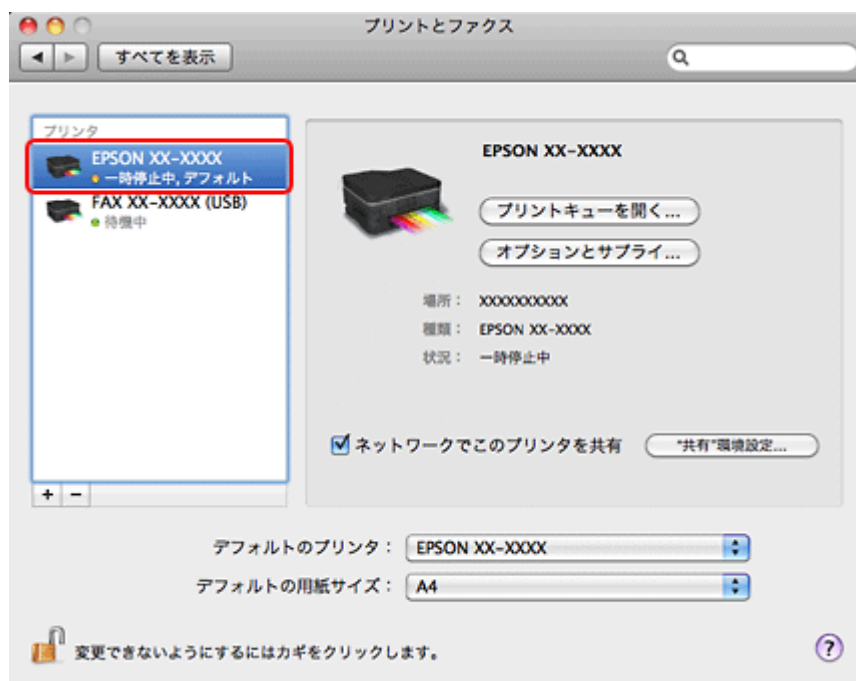 プリントとファクス
すべてを表示
プリンタ
EPSON XX-XXXX
一時停止中, デフォルト
FAX XX-XXXX (USB)
待機中
EPSON XX-XXXX
プリントキューを開く...
オプションとサプライ...
場所： XXXXXXXXXX
種類： EPSON XX-XXXX
状況： 一時停止中
ネットワークでこのプリンタを共有 "共有"環境設定...
+ −
デフォルトのプリンタ： EPSON XX-XXXX
デフォルトの用紙サイズ： A4
変更できないようにするにはカギをクリックします。 ?